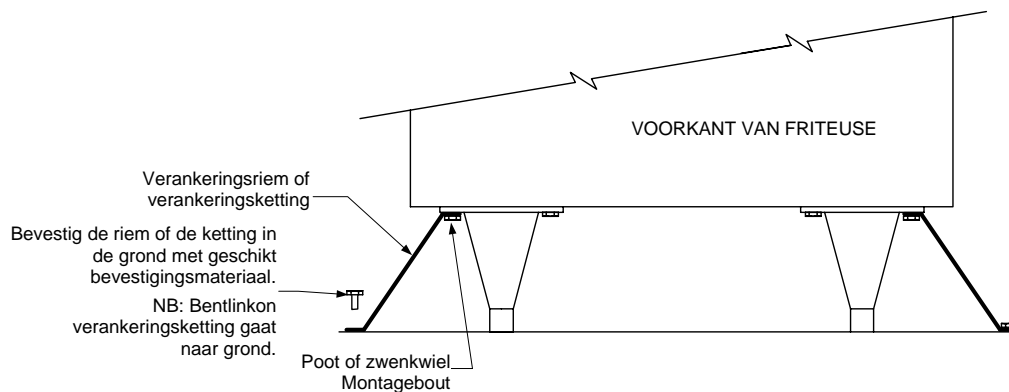 VOORKANT VAN FRITEUSE
Verankeringsriem of
verankeringsketting
Bevestig de riem of de ketting in
de grond met geschikt
bevestigingsmateriaal.
NB: Bentlinkon
verankeringsketting gaat
naar grond.
Poot of zwenkwiel
Montagebout